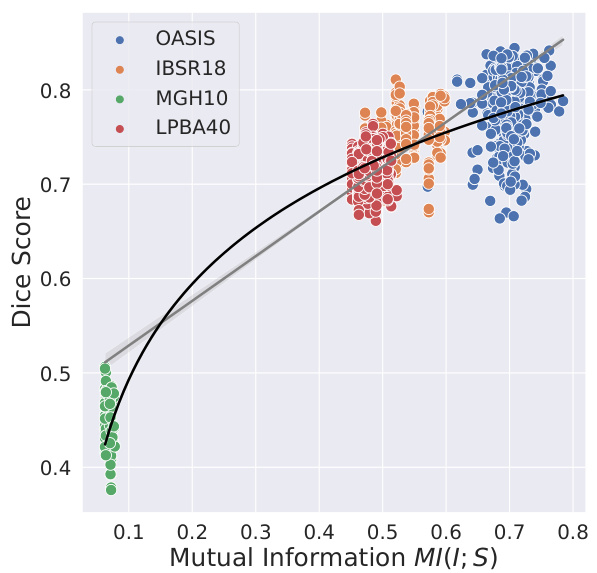 OASIS
IBSR18
MGH10
LPBA40
0.8
0.7
0.6
0.5
0.4
Dice Score
0.1 0.2 0.3 0.4 0.5 0.6 0.7 0.8
Mutual Information MI(I; S)